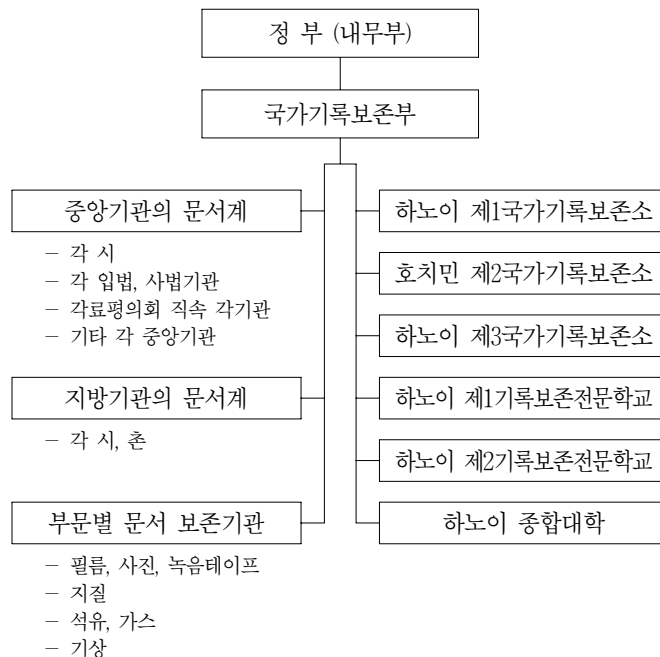 정 부 (내무부)
국가기록보존부
중앙기관의 문서계
– 각 시
– 각 입법, 사법기관
– 각료평의회 직속 각기관
– 기타 각 중앙기관
지방기관의 문서계
– 각 시, 촌
부문별 문서 보존기관
– 필름, 사진, 녹음테이프
– 지질
– 석유, 가스
– 기상
하노이 제1국가기록보존소
호치민 제2국가기록보존소
하노이 제3국가기록보존소
하노이 제1기록보존전문학교
하노이 제2기록보존전문학교
하노이 종합대학